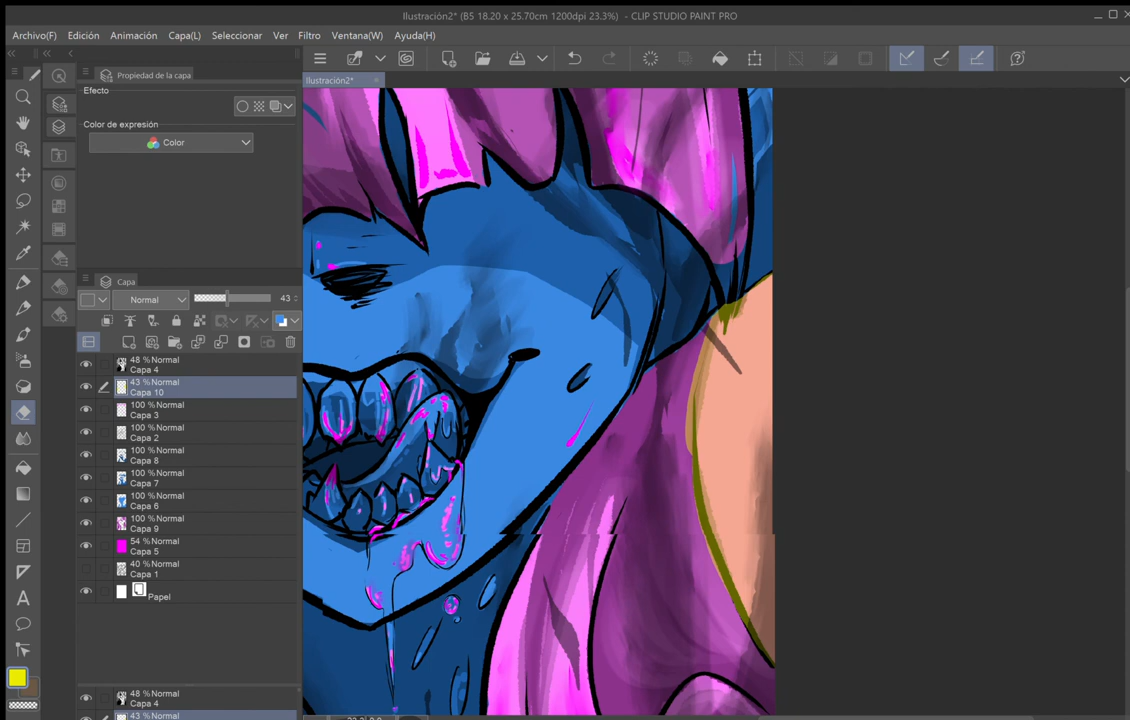 Ilustración2* (B5 18.20 x 25.70cm 1200dpi 23.3%) - CLIP STUDIO PAINT PRO
Archivo(F) Edición Animación Capa(L) Seleccionar Ver Filtro Ventana(W) Ayuda(H)
Propiedad de la capa
Ilustración2*
Efecto
Color de expresión
Color
Capa
Normal 43
48 %Normal
Capa 4
43 %Normal
Capa 10
100 %Normal
Capa 3
100 %Normal
Capa 2
100 %Normal
Capa 8
100 %Normal
Capa 7
100 %Normal
Capa 6
100 %Normal
Capa 9
54 %Normal
Capa 5
40 %Normal
Capa 1
Papel
48 %Normal
Capa 4
43 %Normal